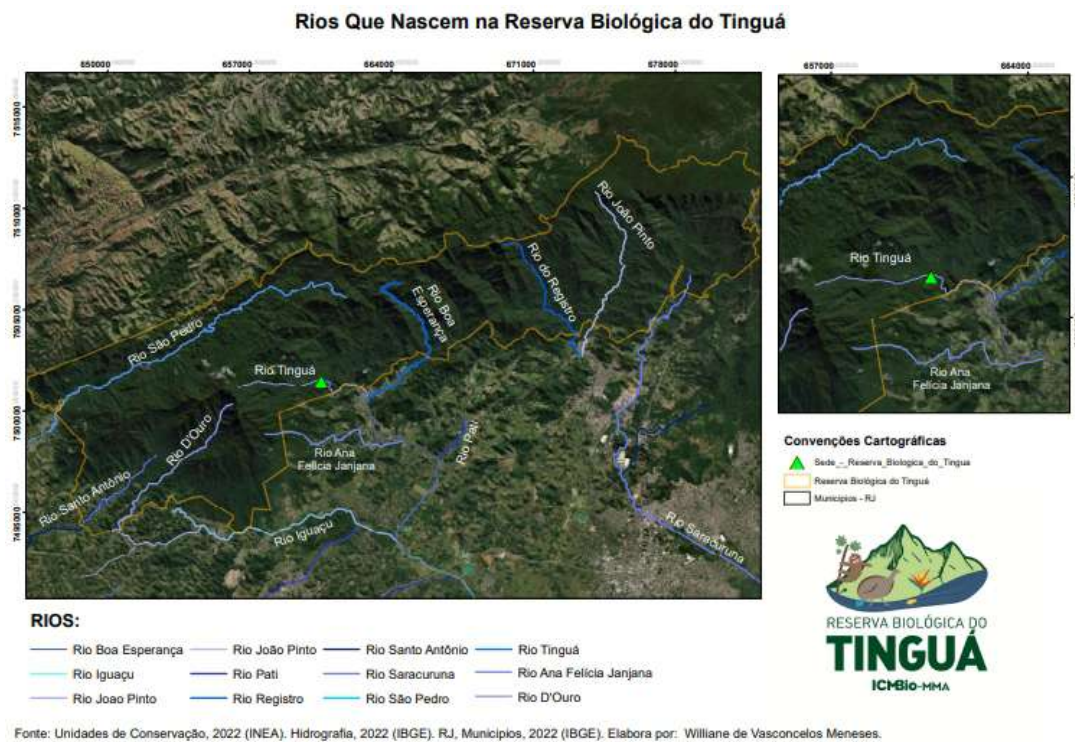 Rios Que Nascem na Reserva Biológica do Tinguá
650000 657000 664000 671000 678000
657000 664000
7515000
7510000
7505000
7500000
7495000
Rio João Pinto
Rio do Registro
Rio Boa
Esperança
Rio São Pedro
Rio Tinguá
Rio D'Ouro
Rio Ana
Felícia Janjana
Rio Pati
Rio Santo Antônio
Rio Iguaçu
Rio Saracuruna
Rio Tinguá
Rio Ana
Felícia Janjana
Convenções Cartográficas
Sede_-_Reserva_Biologica_do_Tingua
Reserva Biológica do Tinguá
Municípios - RJ
RESERVA BIOLÓGICA DO
TINGUÁ
ICMBio-MMA
RIOS:
Rio Boa Esperança Rio João Pinto Rio Santo Antônio Rio Tinguá
Rio Iguaçu Rio Pati Rio Saracuruna Rio Ana Felícia Janjana
Rio Joao Pinto Rio Registro Rio São Pedro Rio D'Ouro
Fonte: Unidades de Conservação, 2022 (INEA). Hidrografia, 2022 (IBGE). RJ, Municipios, 2022 (IBGE). Elabora por: Williane de Vasconcelos Meneses.